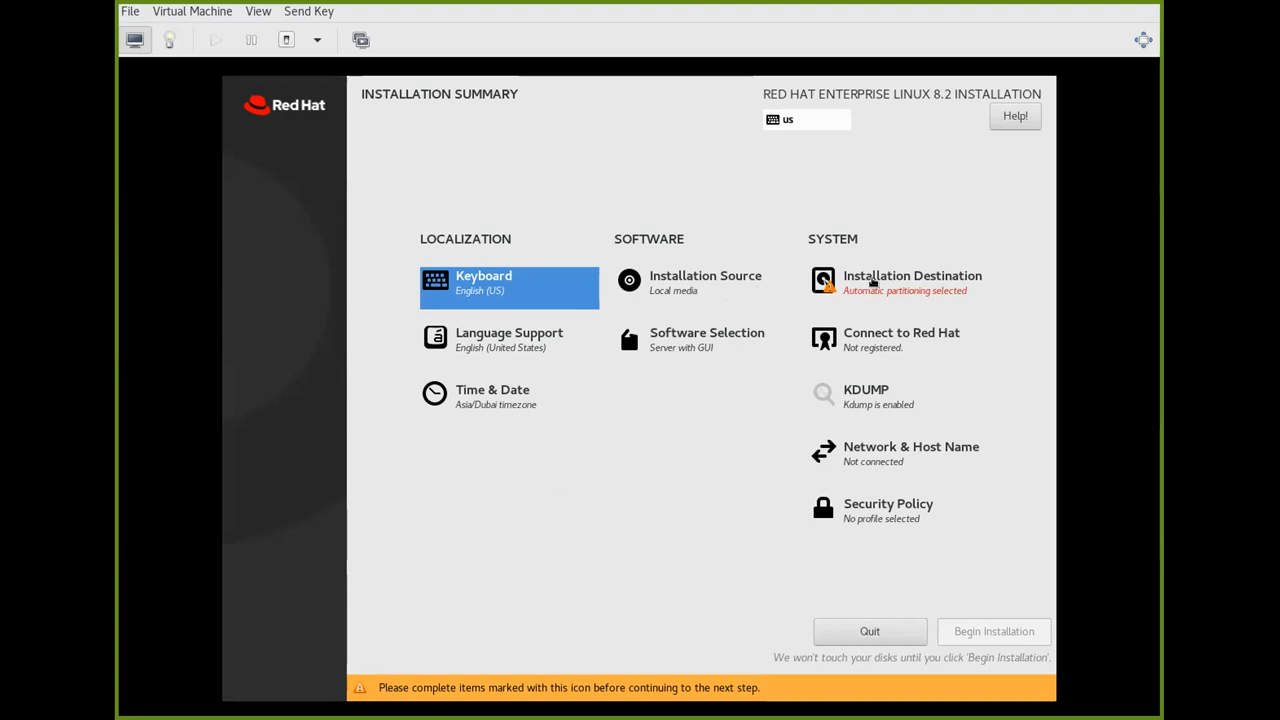 File Virtual Machine View Send Key
Red Hat
INSTALLATION SUMMARY
RED HAT ENTERPRISE LINUX 8.2 INSTALLATION
us
Help!
LOCALIZATION
Keyboard
English (US)
Language Support
English (United States)
Time & Date
Asia/Dubai timezone
SOFTWARE
Installation Source
Local media
Software Selection
Server with GUI
SYSTEM
Installation Destination
Automatic partitioning selected
Connect to Red Hat
Not registered.
KDUMP
Kdump is enabled
Network & Host Name
Not connected
Security Policy
No profile selected
Quit
Begin Installation
We won't touch your disks until you click 'Begin Installation'.
Please complete items marked with this icon before continuing to the next step.